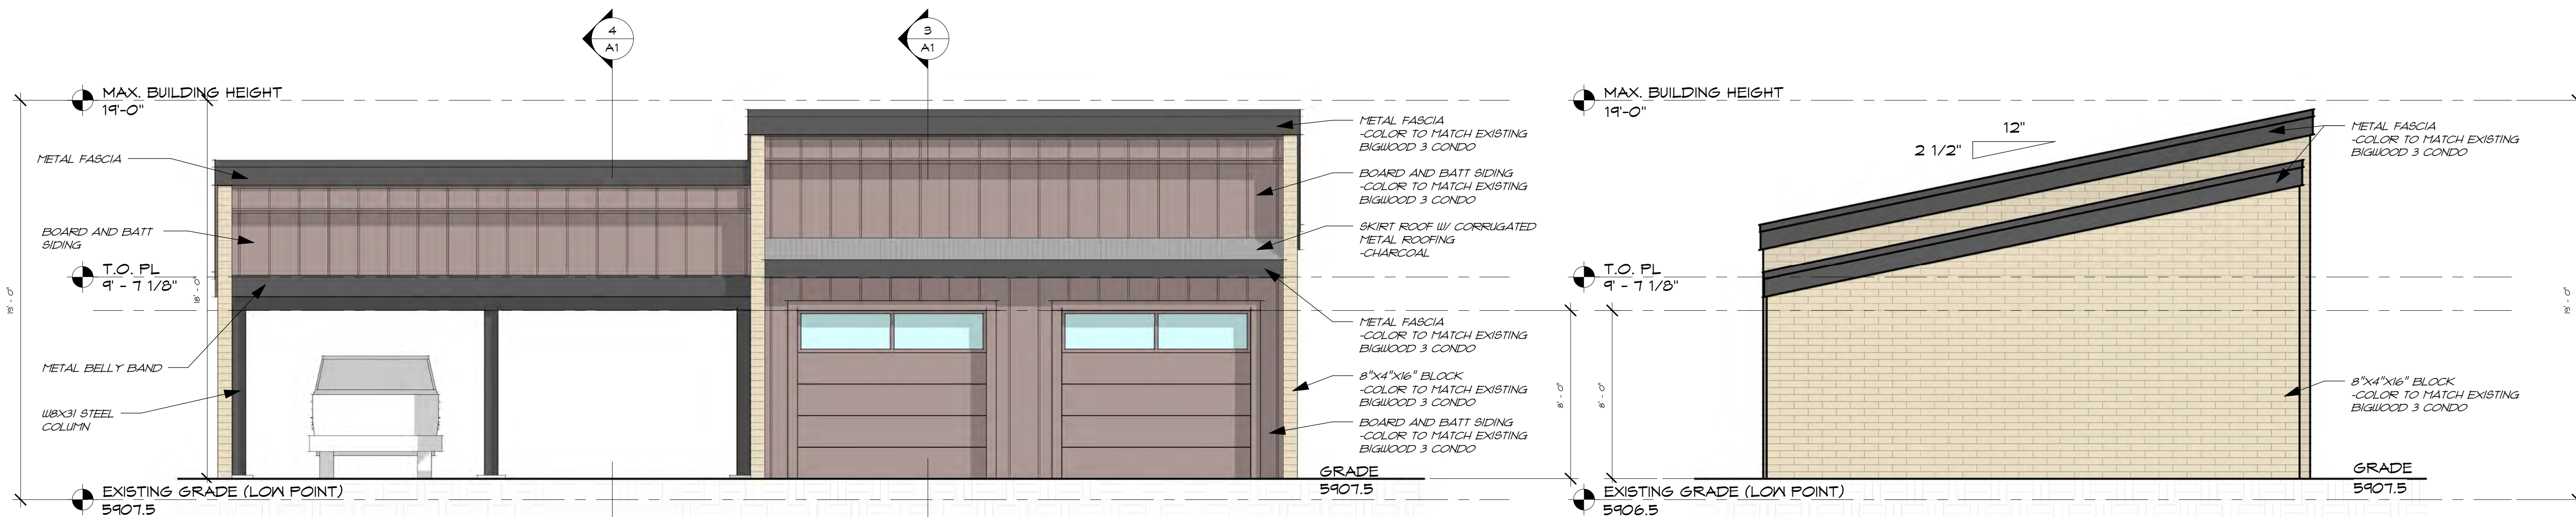 4
A1
3
A1
MAX. BUILDING HEIGHT
19'-0"
METAL FASCIA
BOARD AND BATT
SIDING
T.O. PL
9' - 7 1/8"
19' - 0"
18' - 0"
METAL BELLY BAND
W8X31 STEEL
COLUMN
EXISTING GRADE (LOW POINT)
5907.5
METAL FASCIA
-COLOR TO MATCH EXISTING
BIGWOOD 3 CONDO
BOARD AND BATT SIDING
-COLOR TO MATCH EXISTING
BIGWOOD 3 CONDO
SKIRT ROOF W/ CORRUGATED
METAL ROOFING
-CHARCOAL
METAL FASCIA
-COLOR TO MATCH EXISTING
BIGWOOD 3 CONDO
8"X4"X16" BLOCK
-COLOR TO MATCH EXISTING
BIGWOOD 3 CONDO
BOARD AND BATT SIDING
-COLOR TO MATCH EXISTING
BIGWOOD 3 CONDO
GRADE
5907.5
8' - 0"
8' - 0"
MAX. BUILDING HEIGHT
19'-0"
12"
2 1/2"
METAL FASCIA
-COLOR TO MATCH EXISTING
BIGWOOD 3 CONDO
T.O. PL
9' - 7 1/8"
19' - 0"
8"X4"X16" BLOCK
-COLOR TO MATCH EXISTING
BIGWOOD 3 CONDO
GRADE
5907.5
EXISTING GRADE (LOW POINT)
5906.5